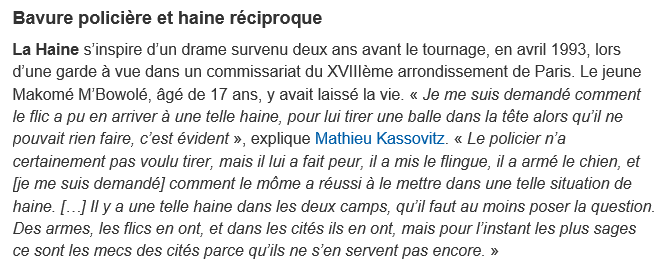 Bavure policière et haine réciproque
La Haine s’inspire d’un drame survenu deux ans avant le tournage, en avril 1993, lors
d’une garde à vue dans un commissariat du XVIIIème arrondissement de Paris. Le jeune
Makomé M’Bowolé, âgé de 17 ans, y avait laissé la vie. « Je me suis demandé comment
le flic a pu en arriver à une telle haine, pour lui tirer une balle dans la tête alors qu’il ne
pouvait rien faire, c’est évident », explique Mathieu Kassovitz. « Le policier n’a
certainement pas voulu tirer, mais il lui a fait peur, il a mis le flingue, il a armé le chien, et
[je me suis demandé] comment le môme a réussi à le mettre dans une telle situation de
haine. […] Il y a une telle haine dans les deux camps, qu’il faut au moins poser la question.
Des armes, les flics en ont, et dans les cités ils en ont, mais pour l’instant les plus sages
ce sont les mecs des cités parce qu’ils ne s’en servent pas encore. »